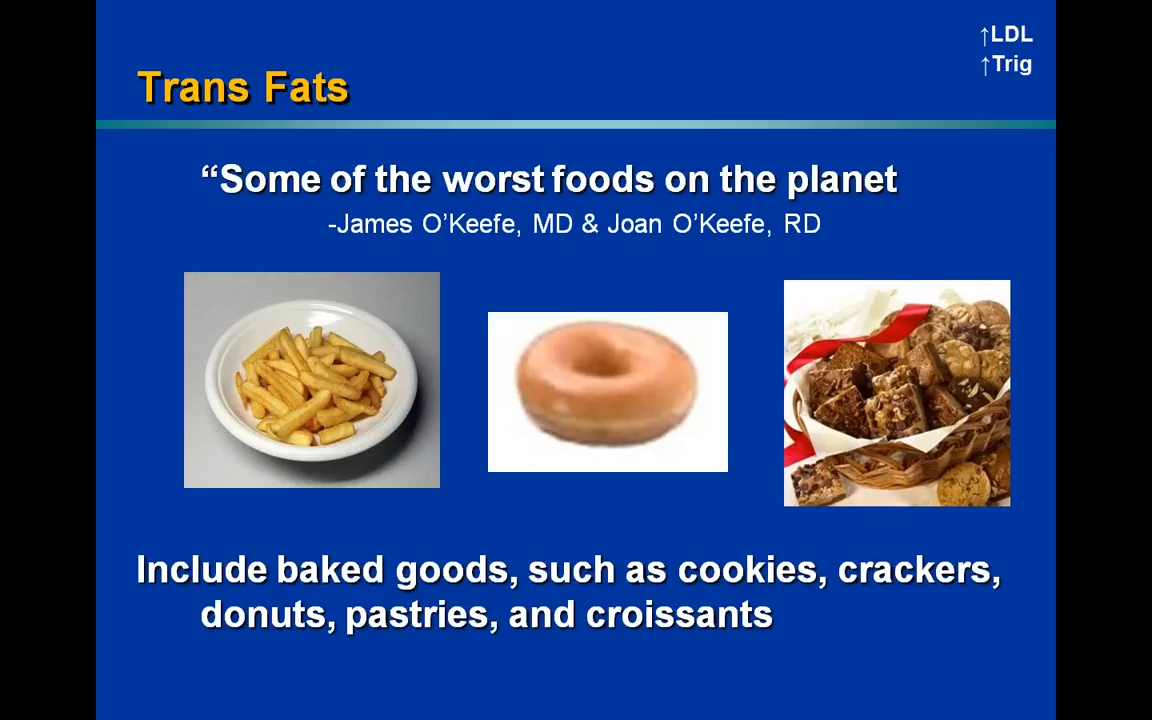 ↑LDL
↑Trig
Trans Fats
“Some of the worst foods on the planet
-James O’Keefe, MD & Joan O’Keefe, RD
Include baked goods, such as cookies, crackers,
donuts, pastries, and croissants